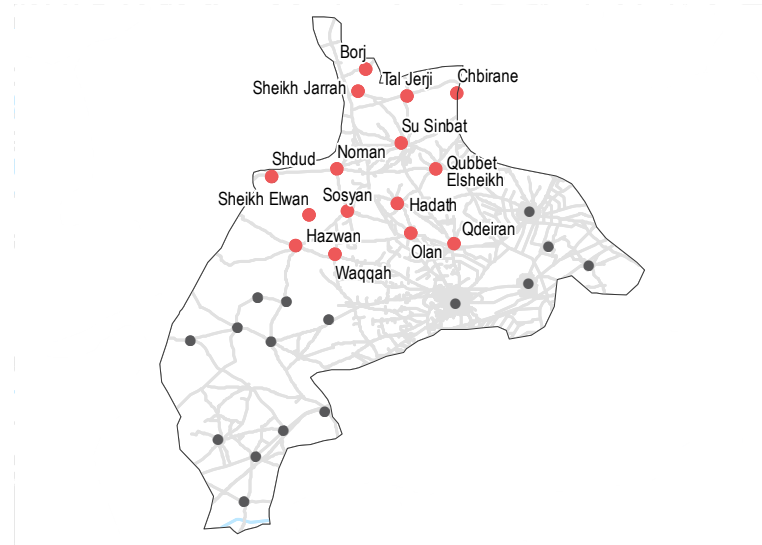 Borj
Tal Jerji
Chbirane
Sheikh Jarrah
Su Sinbat
Noman
Shdud
Qubbet
Elsheikh
Sheikh Elwan
Sosyan
Hadath
Hazwan
Qdeiran
Olan
Waqqah